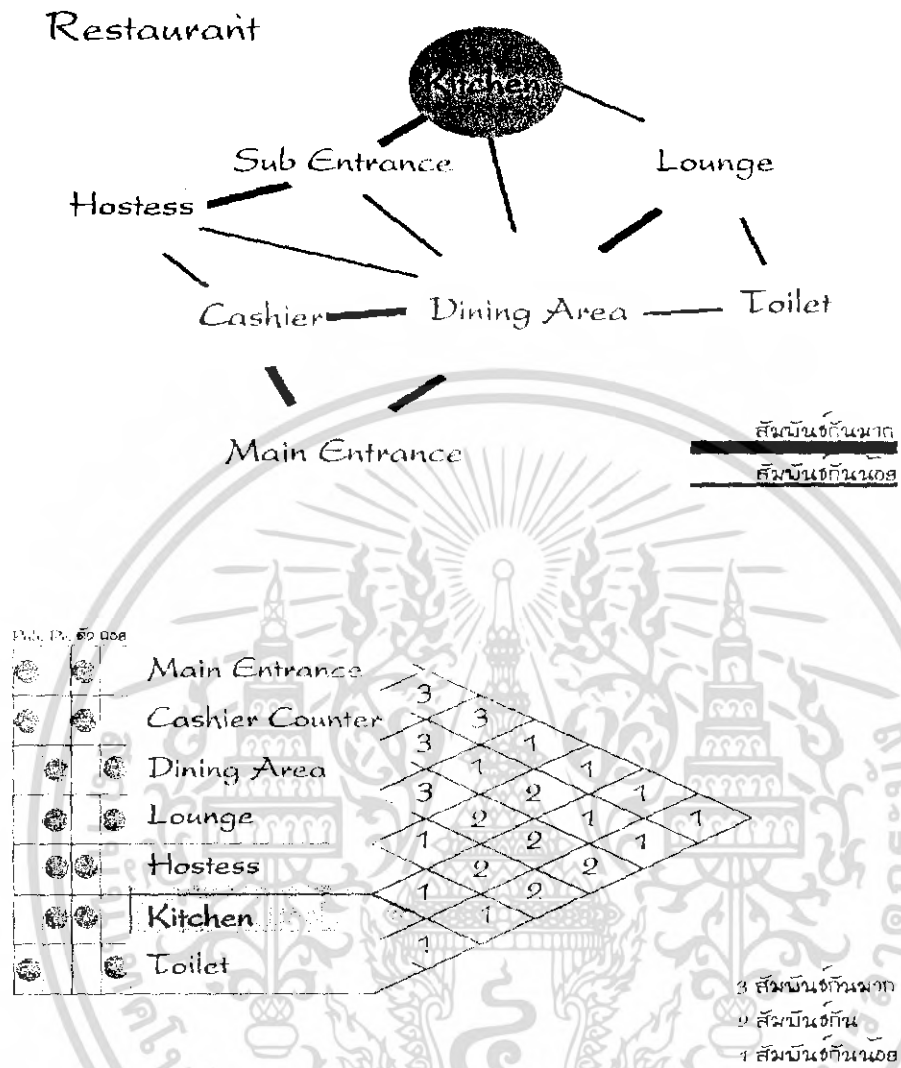 Restaurant
Kitchen
Sub Entrance
Lounge
Hostess
Cashier
Dining Area
Toilet
Main Entrance
สัมพันธ์กันมาก
สัมพันธ์กันน้อย
Main Entrance
Cashier Counter
Dining Area
Lounge
Hostess
Kitchen
Toilet
3
3
3
1
1
1
1
3
2
1
2
1
1
1
2
2
1
2
2
1
1
3 สัมพันธ์กันมาก
2 สัมพันธ์กัน
1 สัมพันธ์กันน้อย